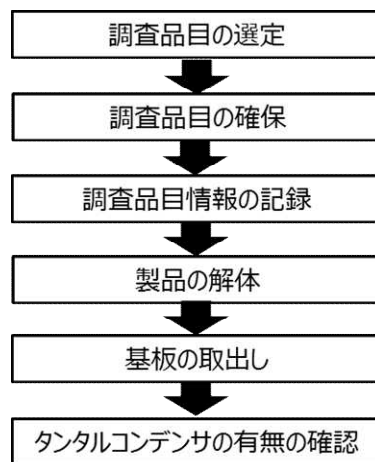 調査品目の選定
調査品目の確保
調査品目情報の記録
製品の解体
基板の取出し
タンタルコンデンサの有無の確認